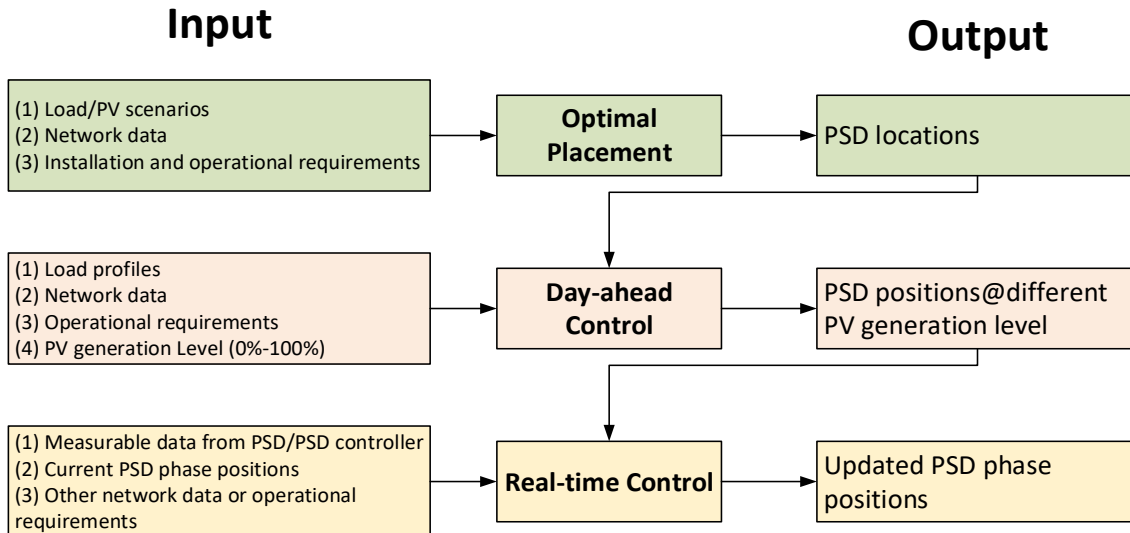 Input
Output
(1) Load/PV scenarios
(2) Network data
(3) Installation and operational requirements
Optimal
Placement
PSD locations
(1) Load profiles
(2) Network data
(3) Operational requirements
(4) PV generation Level (0%-100%)
Day-ahead
Control
PSD positions@different
PV generation level
(1) Measurable data from PSD/PSD controller
(2) Current PSD phase positions
(3) Other network data or operational
requirements
Real-time Control
Updated PSD phase
positions